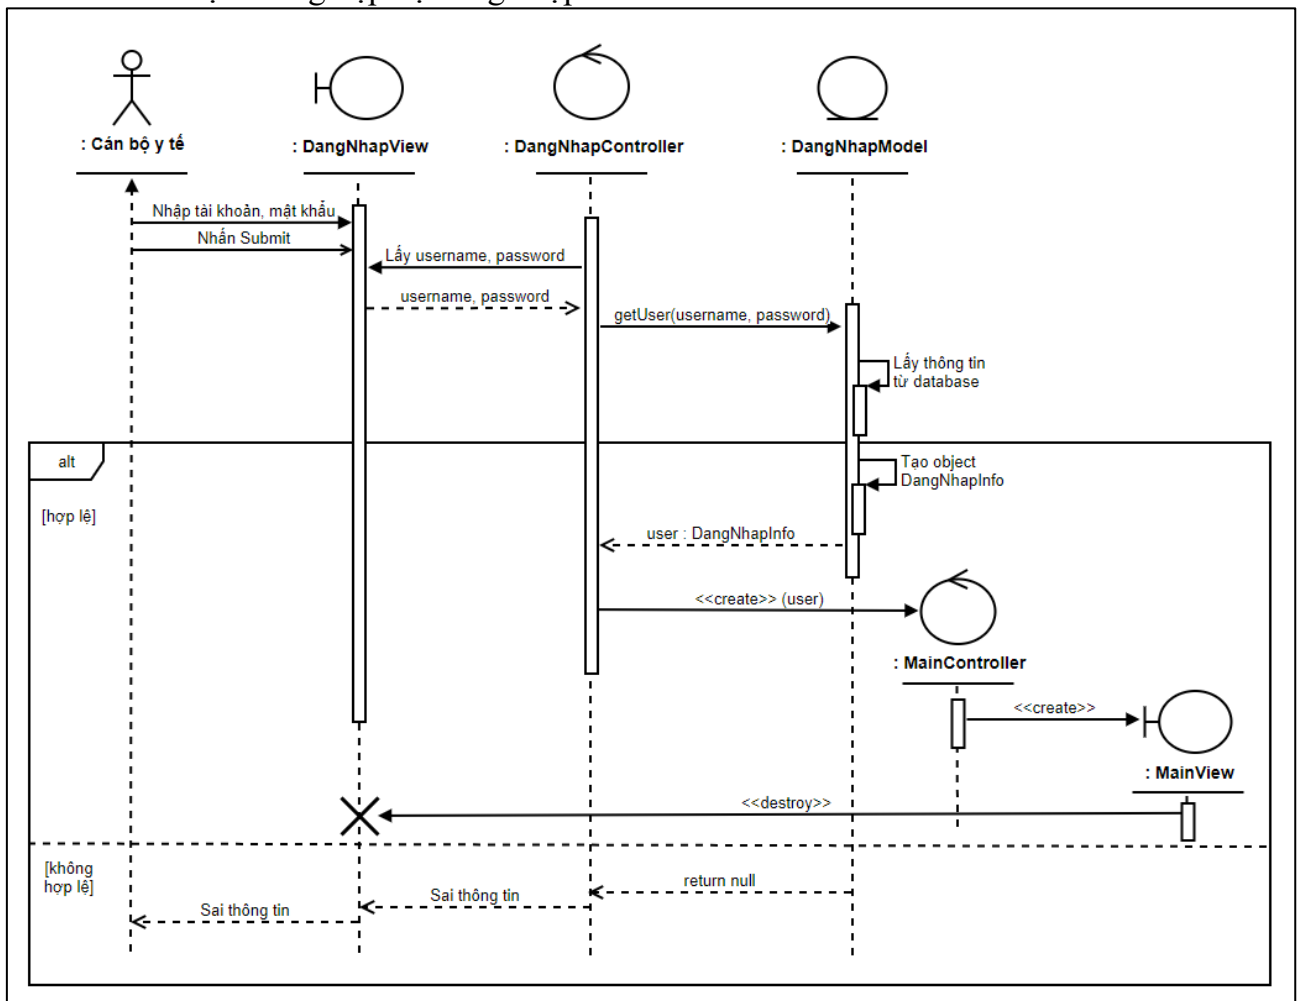 : Cán bộ y tế
: DangNhapView
: DangNhapController
: DangNhapModel
Nhập tài khoản, mật khẩu
Nhấn Submit
Lấy username, password
username, password
getUser(username, password)
Lấy thông tin
từ database
alt
Tạo object
DangNhapInfo
[hợp lệ]
user : DangNhapInfo
<<create>> (user)
: MainController
<<create>>
: MainView
<<destroy>>
[không
hợp lệ]
return null
Sai thông tin
Sai thông tin